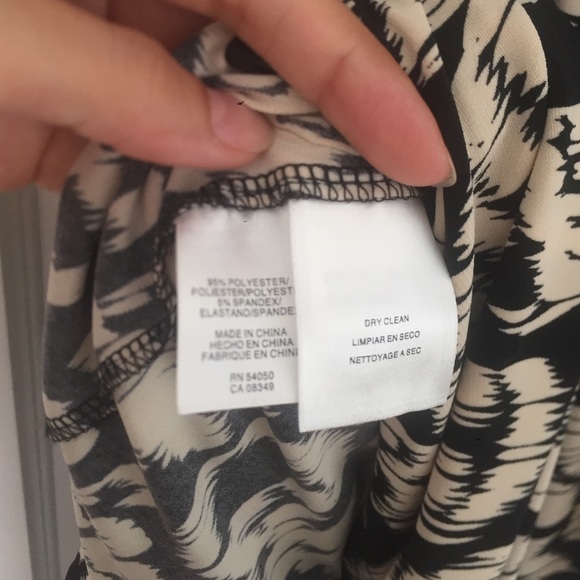 95% POLYESTER/
POLIESTER/POLYEST
5% SPANDEX/
ELASTANO/SPANDE
MADE IN CHINA
HECHO EN CHINA
FABRIQUE EN CHIN
RN 54050
CA 08349
DRY CLEAN
LIMPIAR EN SECO
NETTOYAGE A SEC